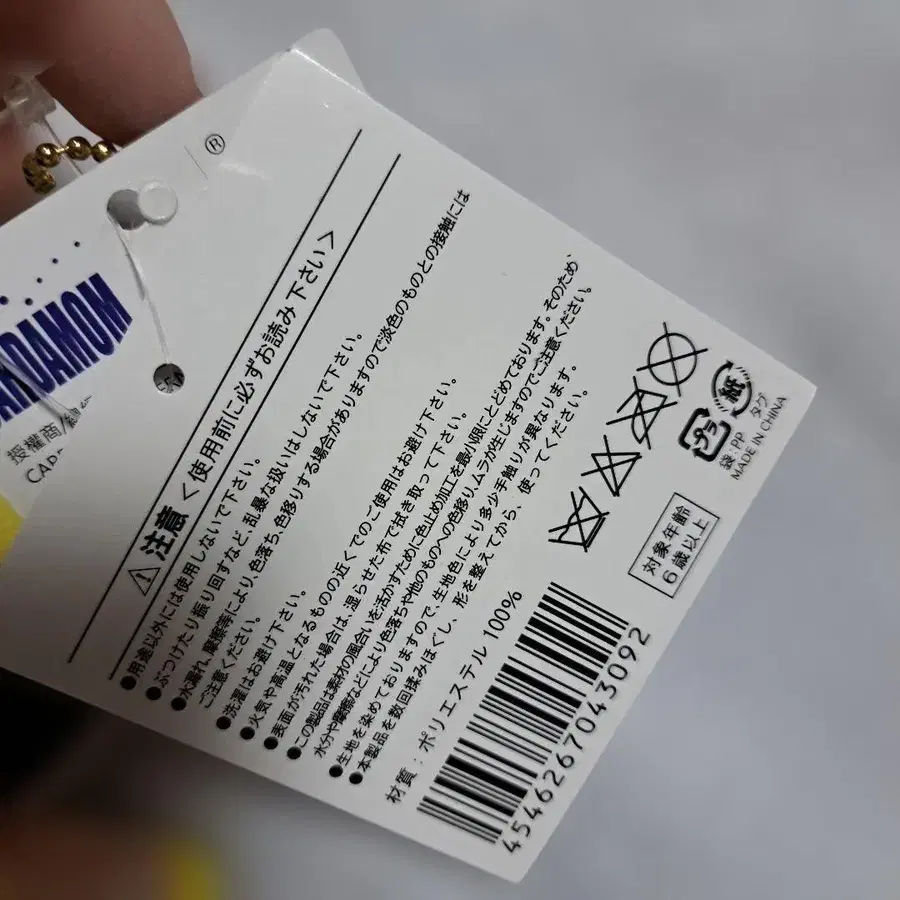 ®
ANDAMOM
授權商
CAPA
⚠注意 <使用前に必ずお読み下さい>
●用途以外には使用しないで下さい。
●ぶつけたり振り回すなど、乱暴な扱いはしないで下さい。
●水濡れ、摩擦等により、色落ち、色移りする場合がありますので淡色のものとの接触には
ご注意ください。
●洗濯はお避け下さい。
●火気や高温となるものの近くでのご使用はお避け下さい。
●表面が汚れた場合は、湿らせた布で拭き取って下さい。
●この製品は素材の風合いを活かすために色止め加工を最小限にとどめております。そのため、
水分や摩擦などにより色落ちや他のものへの色移り、ムラが生じますのでご注意ください。
●生地を染めておりますので、生地色により多少手触りが異なります。
●本製品を数回揉みほぐし、形を整えてから、使ってください。
材質：ポリエステル 100%
4546267043092
対象年齢
6歳以上
プラ
紙
袋：PP タグ
MADE IN CHINA